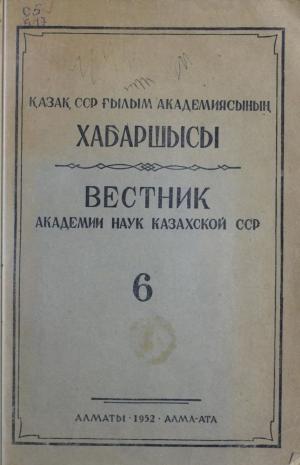 ҚАЗАҚ ССР ҒЫЛЫМ АКАДЕМИЯСЫНЫҢ
ХАБАРШЫСЫ
ВЕСТНИК
АКАДЕМИИ НАУК КАЗАХСКОЙ ССР
6
АЛМАТЫ · 1952 · АЛМА-АТА